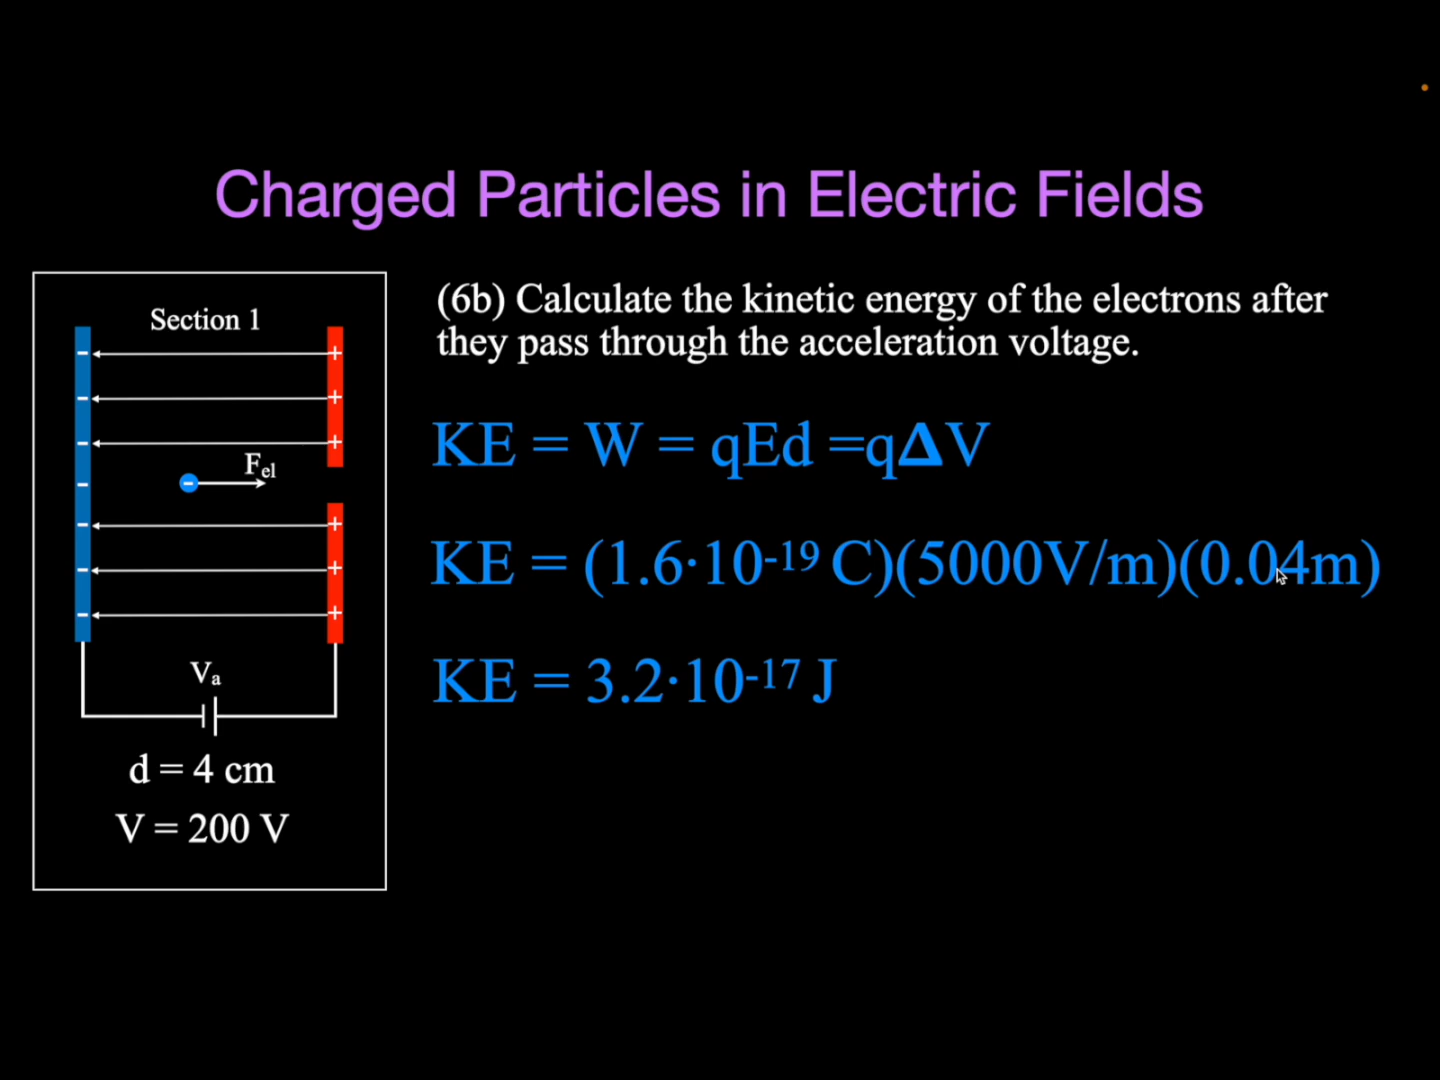 Charged Particles in Electric Fields
Section 1
- +
- +
- +
Fel
-
-
- +
- +
- +
Va
d = 4 cm
V = 200 V
(6b) Calculate the kinetic energy of the electrons after
they pass through the acceleration voltage.
KE = W = qEd =qΔV
KE = (1.6·10⁻¹⁹ C)(5000V/m)(0.04m)
KE = 3.2·10⁻¹⁷ J